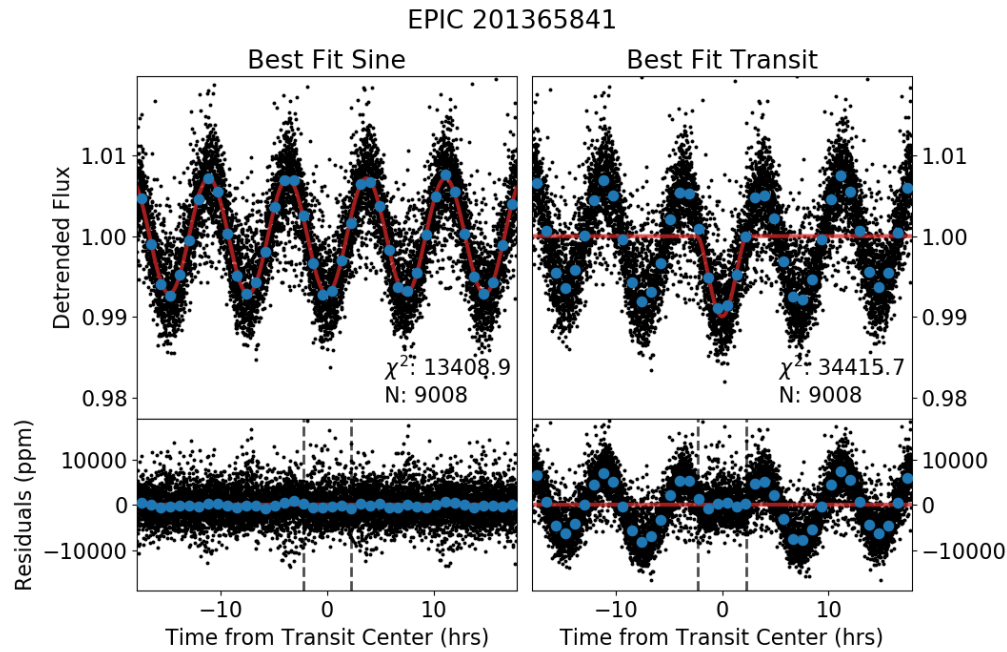 EPIC 201365841
Best Fit Sine
Best Fit Transit
Detrended Flux
1.01
1.00
0.99
0.98
χ²: 13408.9
N: 9008
χ²: 34415.7
N: 9008
1.01
1.00
0.99
0.98
Residuals (ppm)
10000
0
−10000
10000
0
−10000
−10 0 10
−10 0 10
Time from Transit Center (hrs)
Time from Transit Center (hrs)